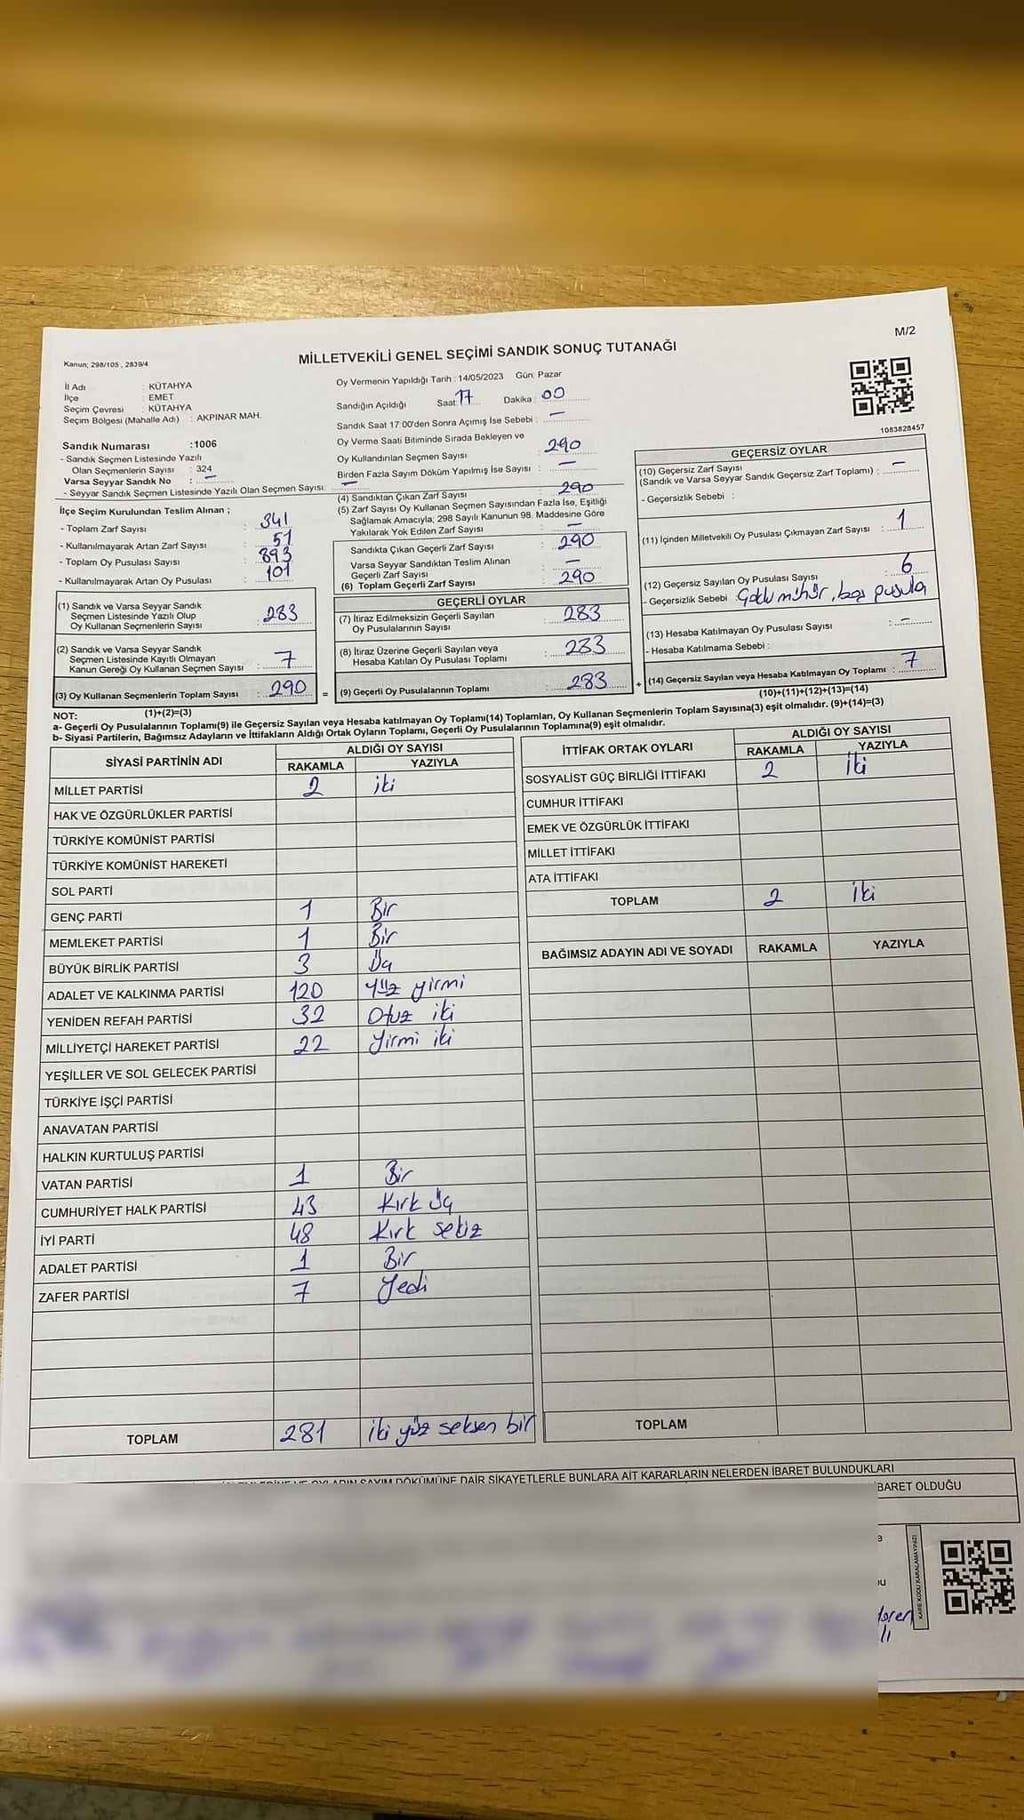 M/2
MİLLETVEKİLİ GENEL SEÇİMİ SANDIK SONUÇ TUTANAĞI
Kanun; 298/105 , 2839/4
İl Adı : KÜTAHYA
İlçe : EMET
Seçim Çevresi : KÜTAHYA
Seçim Bölgesi (Mahalle Adı) : AKPINAR MAH.
Oy Vermenin Yapıldığı Tarih : 14/05/2023 Gün: Pazar
Sandığın Açıldığı Saat: 17 Dakika : 00
Sandık Saat 17:00'den Sonra Açımış İse Sebebi : –
Oy Verme Saati Bitiminde Sırada Bekleyen ve
Oy Kullandırılan Seçmen Sayısı : 290
Birden Fazla Sayım Döküm Yapılmış İse Sayısı : –
1083828457
Sandık Numarası :1006
- Sandık Seçmen Listesinde Yazılı
Olan Seçmenlerin Sayısı : 324
Varsa Seyyar Sandık No : –
- Seyyar Sandık Seçmen Listesinde Yazılı Olan Seçmen Sayısı: –
İlçe Seçim Kurulundan Teslim Alınan ;
- Toplam Zarf Sayısı : 341
- Kullanılmayarak Artan Zarf Sayısı : 51
- Toplam Oy Pusulası Sayısı : 393
- Kullanılmayarak Artan Oy Pusulası : 101
(1) Sandık ve Varsa Seyyar Sandık
Seçmen Listesinde Yazılı Olup
Oy Kullanan Seçmenlerin Sayısı : 283
(2) Sandık ve Varsa Seyyar Sandık
Seçmen Listesinde Kayıtlı Olmayan
Kanun Gereği Oy Kullanan Seçmen Sayısı : 7
(3) Oy Kullanan Seçmenlerin Toplam Sayısı : 290 =
(1)+(2)=(3)
(4) Sandıktan Çıkan Zarf Sayısı : 290
(5) Zarf Sayısı Oy Kullanan Seçmen Sayısından Fazla İse, Eşitliği
Sağlamak Amacıyla; 298 Sayılı Kanunun 98. Maddesine Göre
Yakılarak Yok Edilen Zarf Sayısı : –
Sandıkta Çıkan Geçerli Zarf Sayısı : 290
Varsa Seyyar Sandıktan Teslim Alınan
Geçerli Zarf Sayısı : –
(6) Toplam Geçerli Zarf Sayısı : 290
GEÇERLİ OYLAR
(7) İtiraz Edilmeksizin Geçerli Sayılan
Oy Pusulalarının Sayısı : 283
(8) İtiraz Üzerine Geçerli Sayılan veya
Hesaba Katılan Oy Pusulası Toplamı : 283
(9) Geçerli Oy Pusulalarının Toplamı : 283 +
GEÇERSİZ OYLAR
(10) Geçersiz Zarf Sayısı
(Sandık ve Varsa Seyyar Sandık Geçersiz Zarf Toplamı) : –
- Geçersizlik Sebebi :
(11) İçinden Milletvekili Oy Pusulası Çıkmayan Zarf Sayısı : 1
(12) Geçersiz Sayılan Oy Pusulası Sayısı : 6
- Geçersizlik Sebebi : Çoklu mühür, boş pusula
(13) Hesaba Katılmayan Oy Pusulası Sayısı : –
- Hesaba Katılmama Sebebi :
(14) Geçersiz Sayılan veya Hesaba Katılmayan Oy Toplamı : 7
(10)+(11)+(12)+(13)=(14)
NOT:
a- Geçerli Oy Pusulalarının Toplamı(9) ile Geçersiz Sayılan veya Hesaba katılmayan Oy Toplamı(14) Toplamları, Oy Kullanan Seçmenlerin Toplam Sayısına(3) eşit olmalıdır. (9)+(14)=(3)
b- Siyasi Partilerin, Bağımsız Adayların ve İttifakların Aldığı Ortak Oyların Toplamı, Geçerli Oy Pusulalarının Toplamına(9) eşit olmalıdır.
SİYASİ PARTİNİN ADI ALDIĞI OY SAYISI
RAKAMLA YAZIYLA
MİLLET PARTİSİ 2 iki
HAK VE ÖZGÜRLÜKLER PARTİSİ
TÜRKİYE KOMÜNİST PARTİSİ
TÜRKİYE KOMÜNİST HAREKETİ
SOL PARTİ
GENÇ PARTİ 1 Bir
MEMLEKET PARTİSİ 1 Bir
BÜYÜK BİRLİK PARTİSİ 3 Üç
ADALET VE KALKINMA PARTİSİ 120 Yüz yirmi
YENİDEN REFAH PARTİSİ 32 Otuz iki
MİLLİYETÇİ HAREKET PARTİSİ 22 Yirmi iki
YEŞİLLER VE SOL GELECEK PARTİSİ
TÜRKİYE İŞÇİ PARTİSİ
ANAVATAN PARTİSİ
HALKIN KURTULUŞ PARTİSİ
VATAN PARTİSİ 1 Bir
CUMHURİYET HALK PARTİSİ 43 Kırk üç
İYİ PARTİ 48 Kırk sekiz
ADALET PARTİSİ 1 Bir
ZAFER PARTİSİ 7 Yedi
TOPLAM 281 iki yüz seksen bir
İTTİFAK ORTAK OYLARI ALDIĞI OY SAYISI
RAKAMLA YAZIYLA
SOSYALİST GÜÇ BİRLİĞİ İTTİFAKI 2 iki
CUMHUR İTTİFAKI
EMEK VE ÖZGÜRLÜK İTTİFAKI
MİLLET İTTİFAKI
ATA İTTİFAKI
TOPLAM 2 iki
BAĞIMSIZ ADAYIN ADI VE SOYADI RAKAMLA YAZIYLA
TOPLAM
OYLARIN SAYIM DÖKÜMÜNE DAİR ŞİKAYETLERLE BUNLARA AİT KARARLARIN NELERDEN İBARET BULUNDUKLARI
İBARET OLDUĞU
KARE KODU KARALAMAYINIZ!